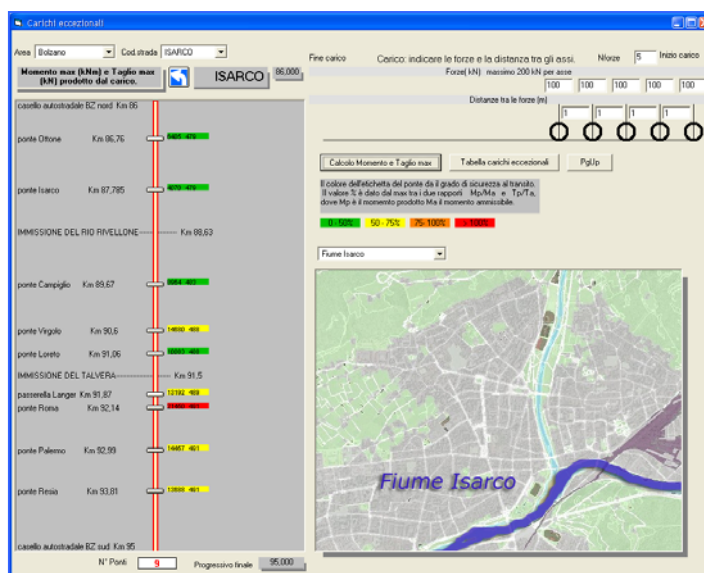 Carichi eccezionali
Area Bolzano Cod.strada ISARCO
Momento max (kNm) e Taglio max
(kN) prodotto dal carico.
ISARCO 86,000
casello autostradale BZ nord Km 86
ponte Ottone Km 86,76
ponte Isarco Km 87,785
IMMISSIONE DEL RIO RIVELLONE Km 88,63
ponte Campiglio Km 89,67
ponte Virgolo Km 90,6
ponte Loreto Km 91,06
IMMISSIONE DEL TALVERA Km 91,5
passerella Langer Km 91,87
ponte Roma Km 92,14
ponte Palermo Km 92,99
ponte Resia Km 93,81
casello autostradale BZ sud Km 95
N° Ponti 9 Progressivo finale 95,000
Fine carico Carico: indicare le forze e la distanza tra gli assi. Nforze 5 Inizio carico
Forze( kN) massimo 200 kN per asse
100 100 100 100 100
Distanze tra le forze (m)
1 1 1 1
Calcolo Momento e Taglio max Tabella carichi eccezionali PgUp
Il colore dell'etichetta del ponte da il grado di sicurezza al transito.
Il valore % è dato dal max tra i due rapporti Mp/Ma e Tp/Ta,
dove Mp è il momemto prodotto Ma il momento ammissibile.
0 - 50% 50 - 75% 75- 100%
Fiume Isarco
Fiume Isarco